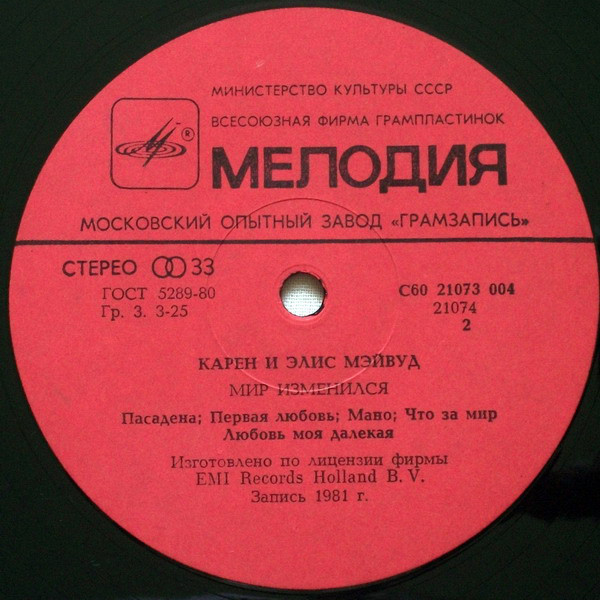 МИНИСТЕРСТВО КУЛЬТУРЫ СССР
ВСЕСОЮЗНАЯ ФИРМА ГРАМПЛАСТИНОК
®
МЕЛОДИЯ
МОСКОВСКИЙ ОПЫТНЫЙ ЗАВОД «ГРАМЗАПИСЬ»
СТЕРЕО 33
ГОСТ 5289-80
Гр. 3. 3-25
С60 21073 004
21074
2
КАРЕН И ЭЛИС МЭЙВУД
МИР ИЗМЕНИЛСЯ
Пасадена; Первая любовь; Мано; Что за мир
Любовь моя далекая
Изготовлено по лицензии фирмы
EMI Records Holland B. V.
Запись 1981 г.